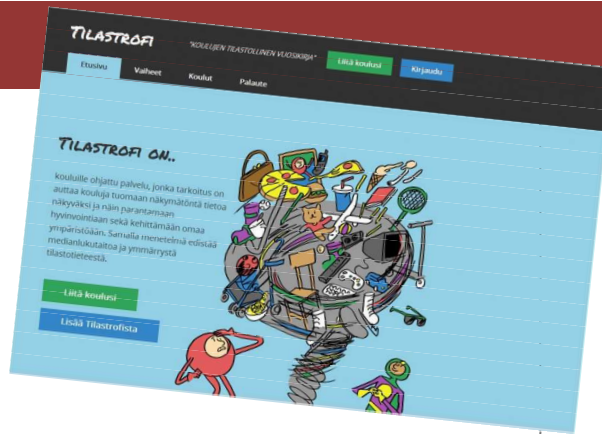 TILASTROFI
"KOULUJEN TILASTOLLINEN VUOSIKIRJA"
Liitä koulusi
Kirjaudu
Etusivu
Vaiheet
Koulut
Palaute
TILASTROFI ON..
kouluille ohjattu palvelu, jonka tarkoitus on
auttaa kouluja tuomaan näkymätöntä tietoa
näkyväksi ja näin parantamaan
hyvinvointiaan sekä kehittämään omaa
ympäristöään. Samalla menetelmä edistää
medianlukutaitoa ja ymmärrystä
tilastotieteestä.
Liitä koulusi
Lisää Tilastrofista